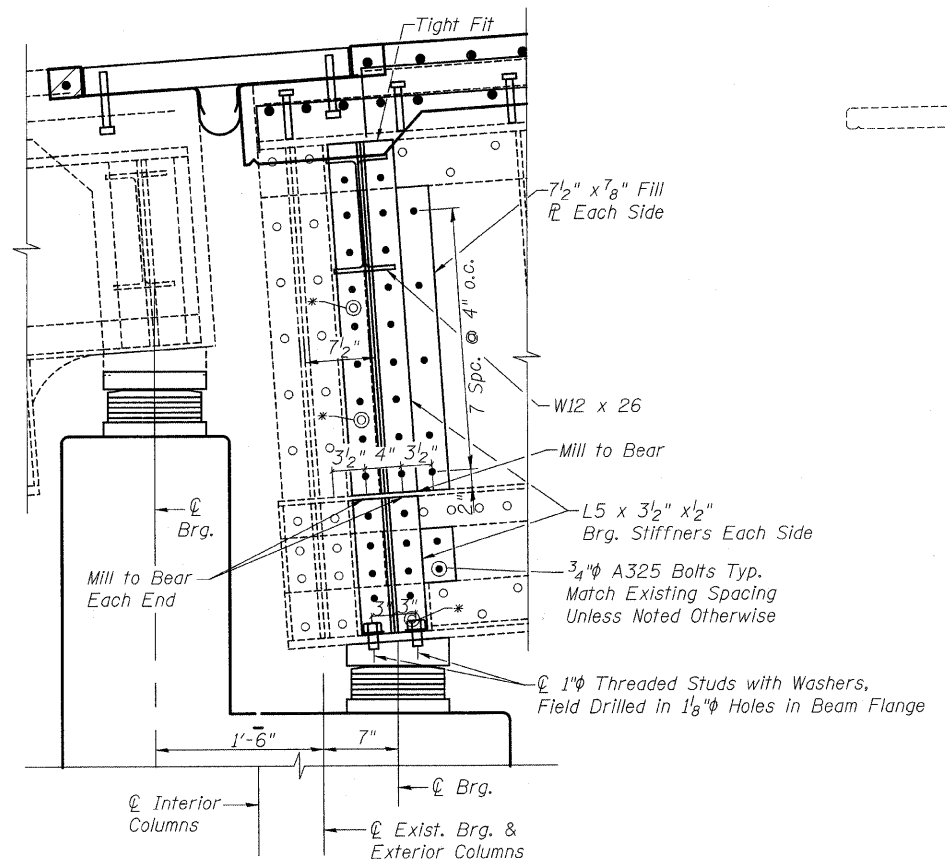 Tight Fit
7½" x ⅞" Fill
PL Each Side
7 Spc. @ 4" o.c.
*
7½"
W12 x 26
*
3½" 4" 3½"
Mill to Bear
2"
℄
Brg.
L5 x 3½" x½"
Brg. Stiffners Each Side
Mill to Bear
Each End
¾"ϕ A325 Bolts Typ.
Match Existing Spacing
Unless Noted Otherwise
3" 3"
*
℄ 1"ϕ Threaded Studs with Washers,
Field Drilled in 1⅛"ϕ Holes in Beam Flange
1'-6"
7"
℄ Brg.
℄ Interior
Columns
℄ Exist. Brg. &
Exterior Columns